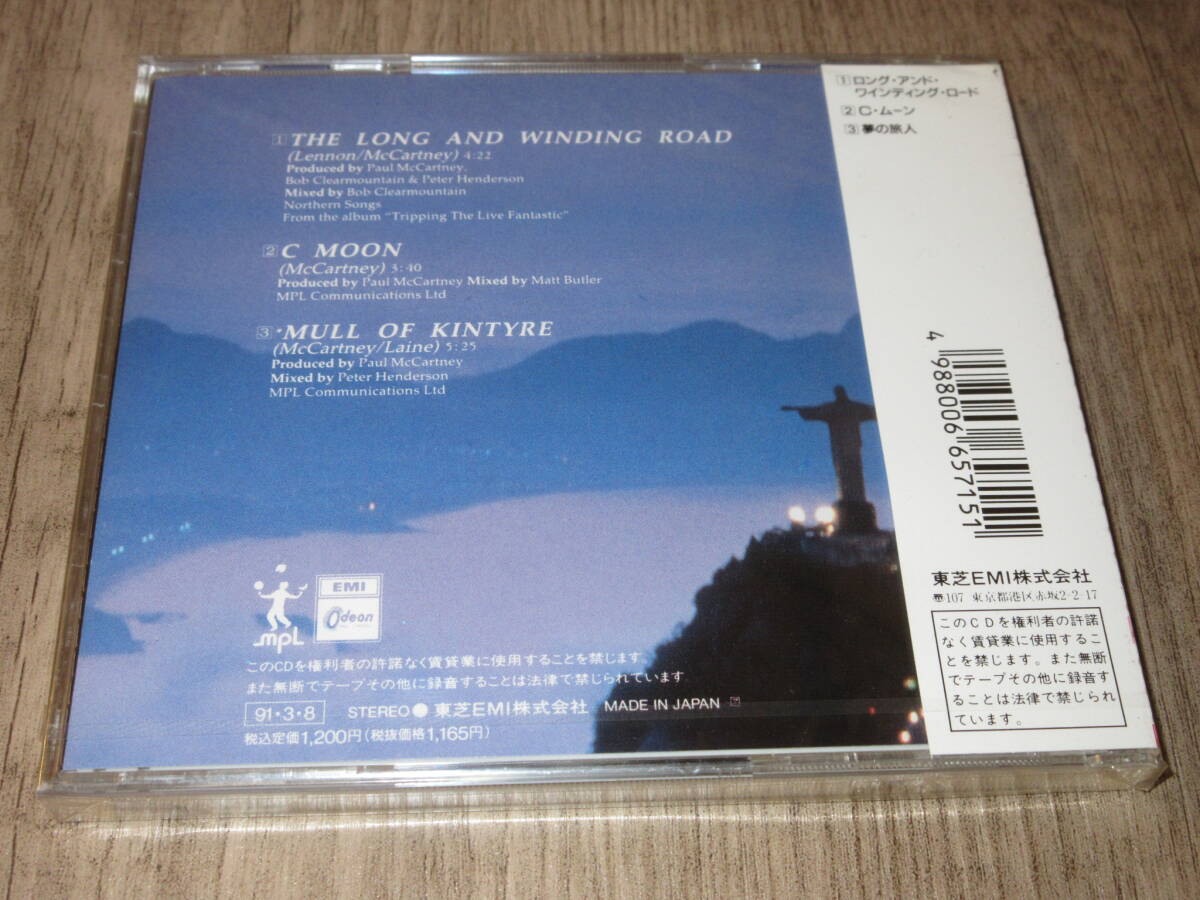 1 THE LONG AND WINDING ROAD
(Lennon/McCartney) 4:22
Produced by Paul McCartney,
Bob Clearmountain & Peter Henderson
Mixed by Bob Clearmountain
Northern Songs
From the album "Tripping The Live Fantastic"
2 C MOON
(McCartney) 3:40
Produced by Paul McCartney Mixed by Matt Butler
MPL Communications Ltd
3 · MULL OF KINTYRE
(McCartney/Laine) 5:25
Produced by Paul McCartney
Mixed by Peter Henderson
MPL Communications Ltd
mpL
EMI
Odeon
このCDを権利者の許諾なく賃貸業に使用することを禁じます。
また無断でテープその他に録音することは法律で禁じられています。
91・3・8 STEREO ● 東芝EMI株式会社 MADE IN JAPAN
税込定価1,200円(税抜価格1,165円)
1 ロング・アンド・
ワインディング・ロード
2 C・ムーン
3 夢の旅人
4 988006 657151
東芝EMI株式会社
〠107 東京都港区赤坂2-2-17
このCDを権利者の許諾
なく賃貸業に使用するこ
とを禁じます。また無断
でテープその他に録音す
ることは法律で禁じられ
ています。